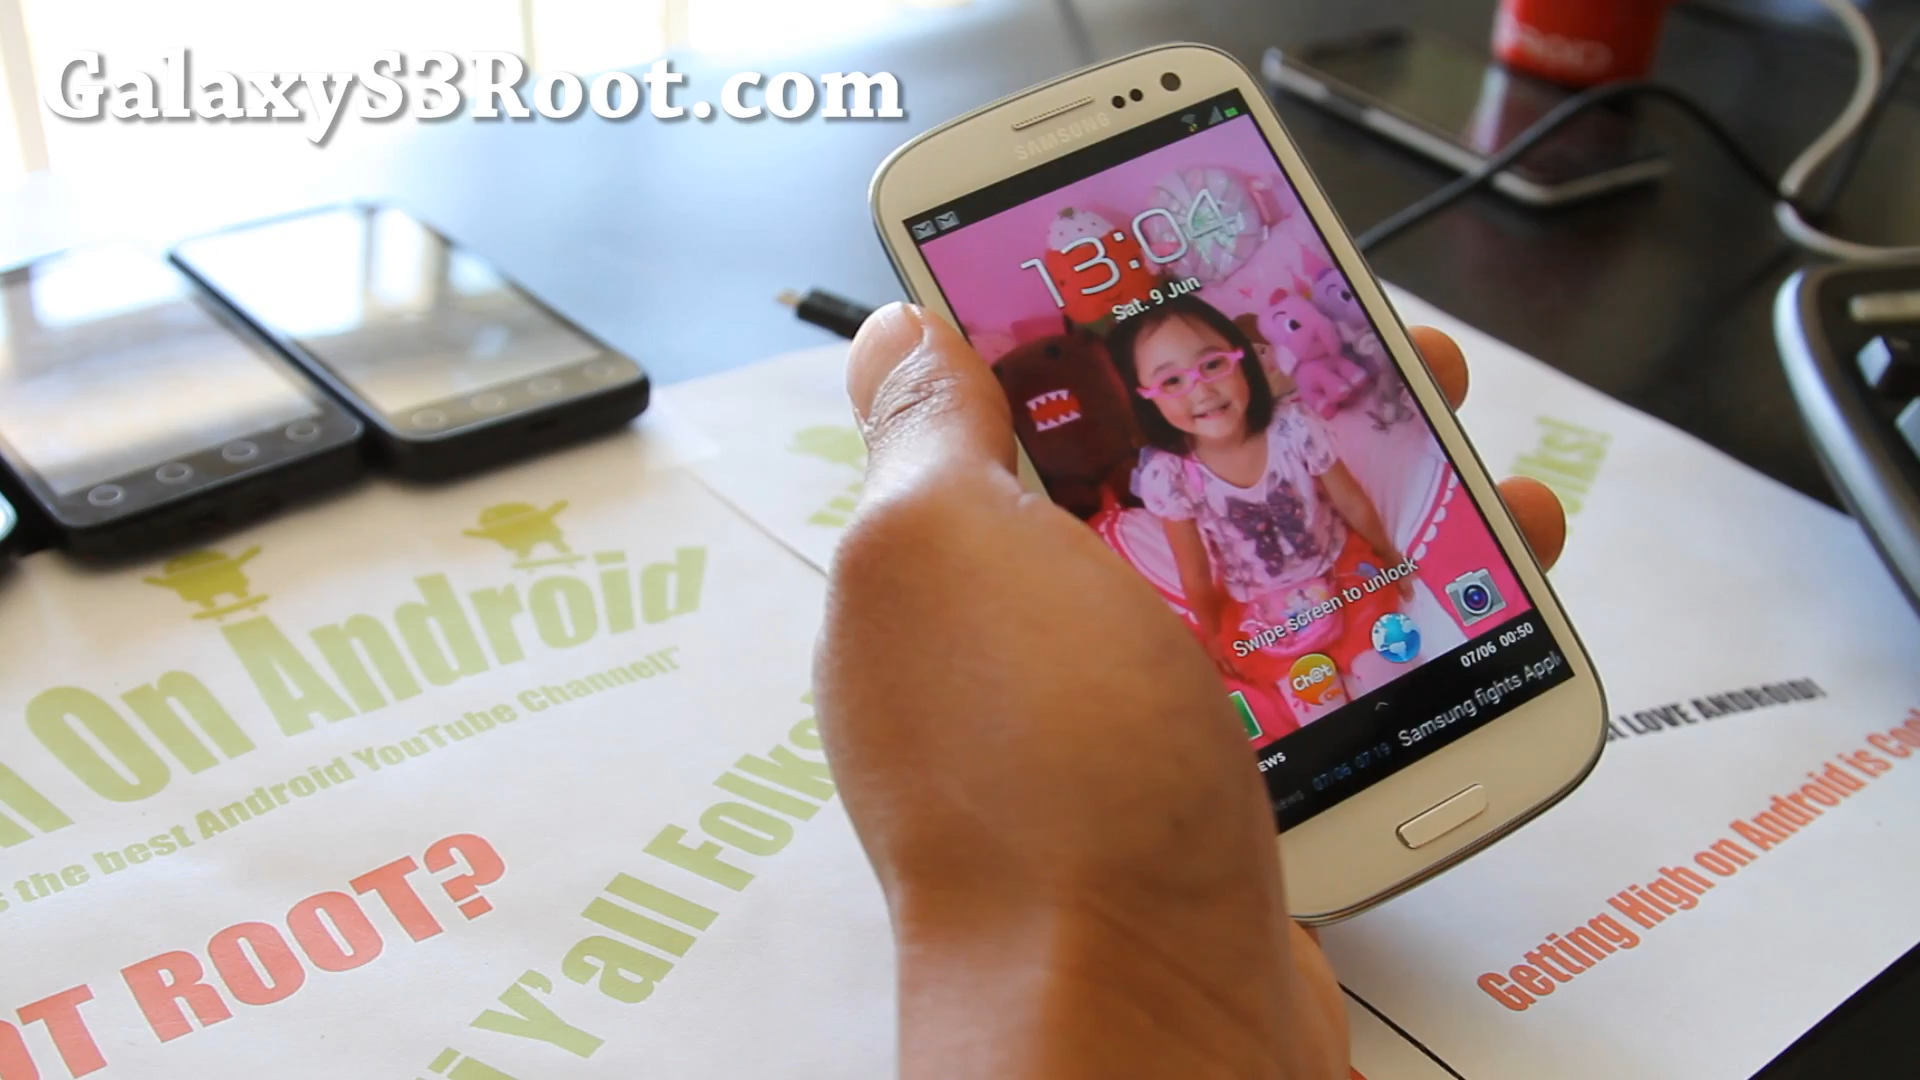 GalaxyS3Root.com
SAMSUNG
13:04
Sat. 9 Jun
Swipe screen to unlock
Ch@t
07/06 00:50
Samsung fights Appl
07/06 07:19
On Android
the best Android YouTube Channel!
ROOT?
Y'all Folks
LOVE ANDROID!
Getting High on Android is